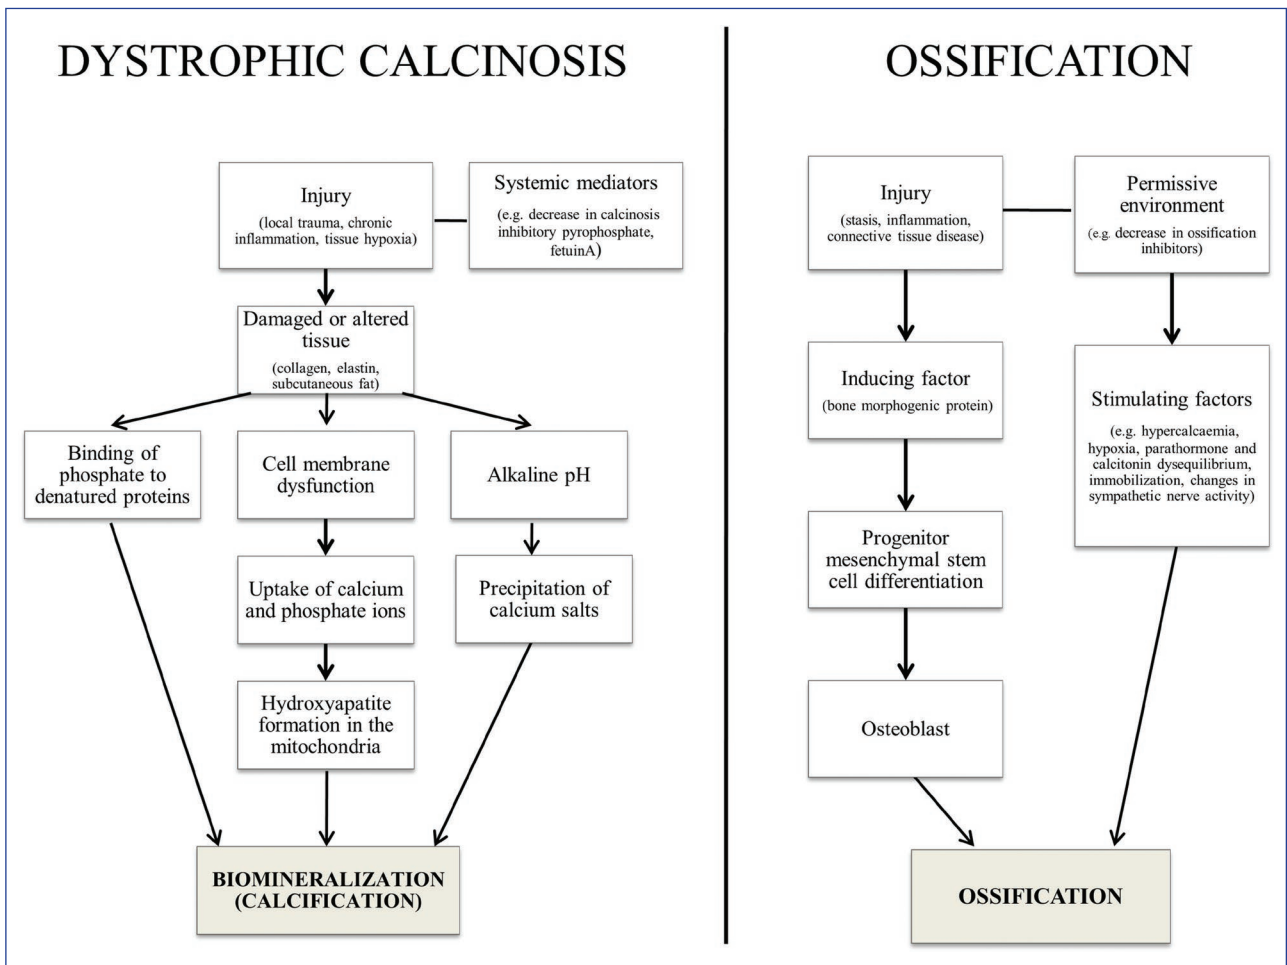 DYSTROPHIC CALCINOSIS
Injury
(local trauma, chronic
inflammation, tissue hypoxia)
Systemic mediators
(e.g. decrease in calcinosis
inhibitory pyrophosphate,
fetuinA)
Damaged or altered
tissue
(collagen, elastin,
subcutaneous fat)
Binding of
phosphate to
denatured proteins
Cell membrane
dysfunction
Alkaline pH
Uptake of calcium
and phosphate ions
Precipitation of
calcium salts
Hydroxyapatite
formation in the
mitochondria
BIOMINERALIZATION
(CALCIFICATION)
OSSIFICATION
Injury
(stasis, inflammation,
connective tissue disease)
Permissive
environment
(e.g. decrease in ossification
inhibitors)
Inducing factor
(bone morphogenic protein)
Stimulating factors
(e.g. hypercalcaemia,
hypoxia, parathormone and
calcitonin dysequilibrium,
immobilization, changes in
sympathetic nerve activity)
Progenitor
mesenchymal stem
cell differentiation
Osteoblast
OSSIFICATION